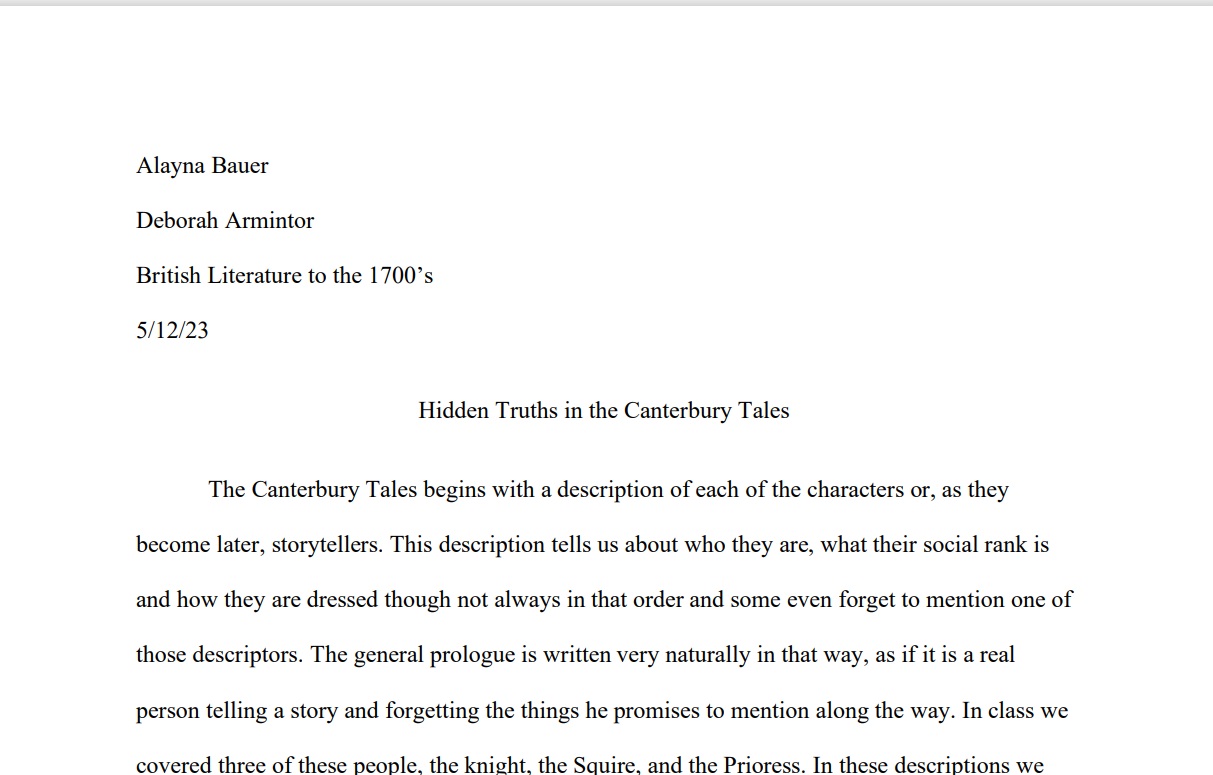 Alayna Bauer
Deborah Armintor
British Literature to the 1700’s
5/12/23
Hidden Truths in the Canterbury Tales
The Canterbury Tales begins with a description of each of the characters or, as they
become later, storytellers. This description tells us about who they are, what their social rank is
and how they are dressed though not always in that order and some even forget to mention one of
those descriptors. The general prologue is written very naturally in that way, as if it is a real
person telling a story and forgetting the things he promises to mention along the way. In class we
covered three of these people, the knight, the Squire, and the Prioress. In these descriptions we